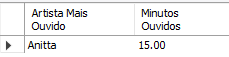 Artista Mais Minutos
Ouvido Ouvidos
Anitta 15.00